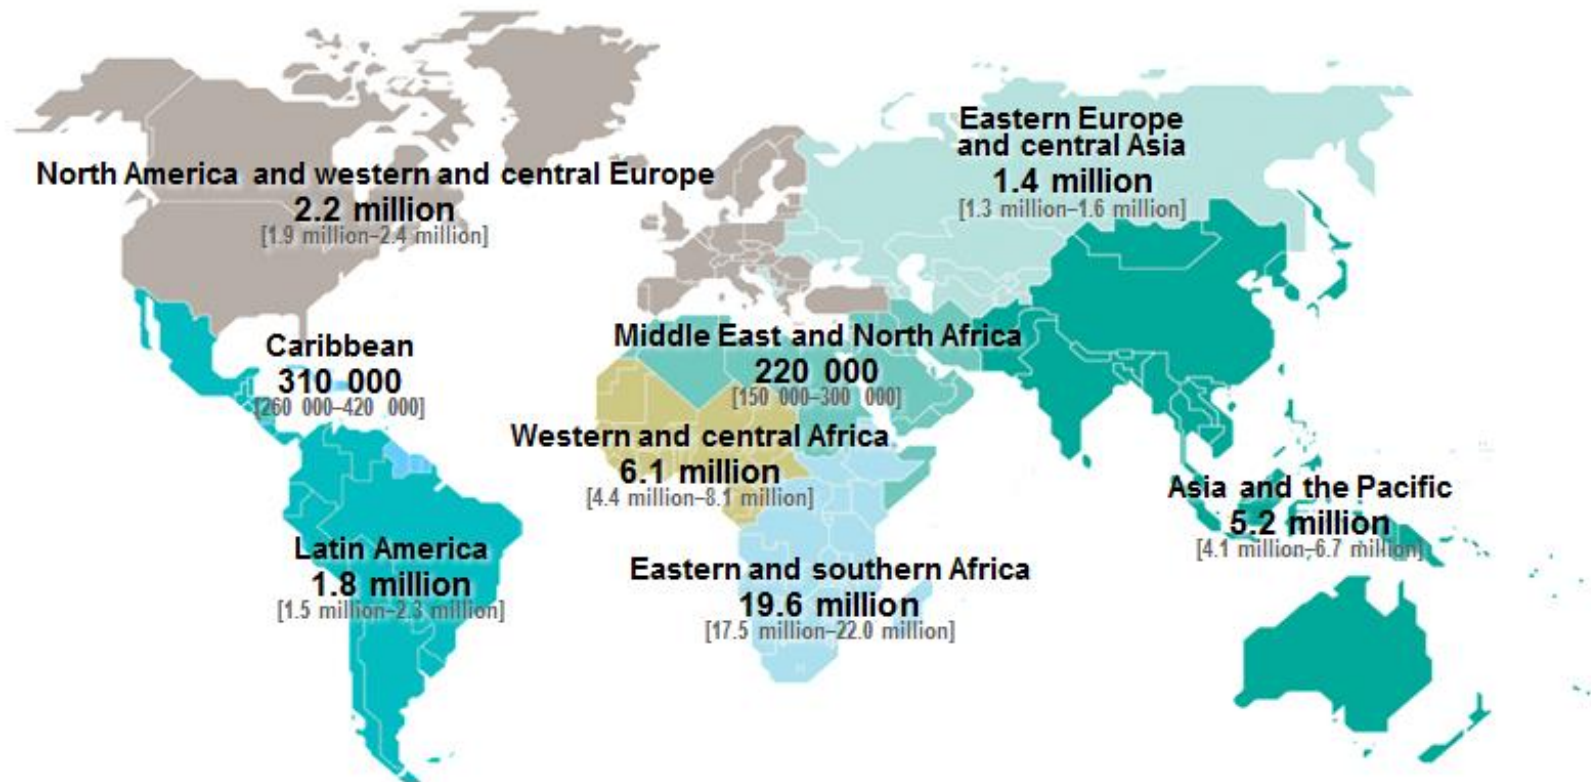 North America and western and central Europe
2.2 million
[1.9 million–2.4 million]
Eastern Europe
and central Asia
1.4 million
[1.3 million–1.6 million]
Caribbean
310 000
[260 000–420 000]
Middle East and North Africa
220 000
[150 000–300 000]
Western and central Africa
6.1 million
[4.4 million–8.1 million]
Asia and the Pacific
5.2 million
[4.1 million–6.7 million]
Latin America
1.8 million
[1.5 million–2.3 million]
Eastern and southern Africa
19.6 million
[17.5 million–22.0 million]